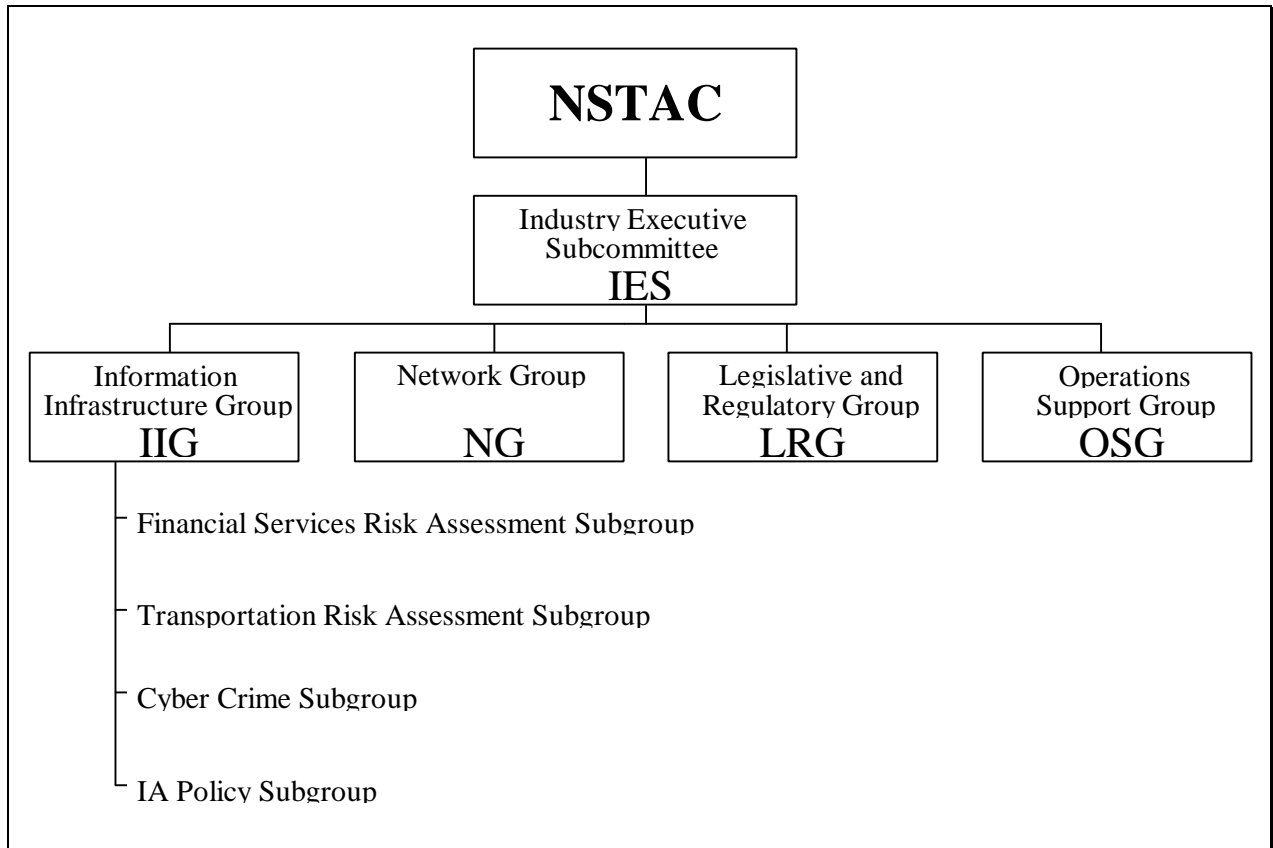 NSTAC
Industry Executive
Subcommittee
IES
Information
Infrastructure Group
IIG
Network Group
NG
Legislative and
Regulatory Group
LRG
Operations
Support Group
OSG
Financial Services Risk Assessment Subgroup
Transportation Risk Assessment Subgroup
Cyber Crime Subgroup
IA Policy Subgroup